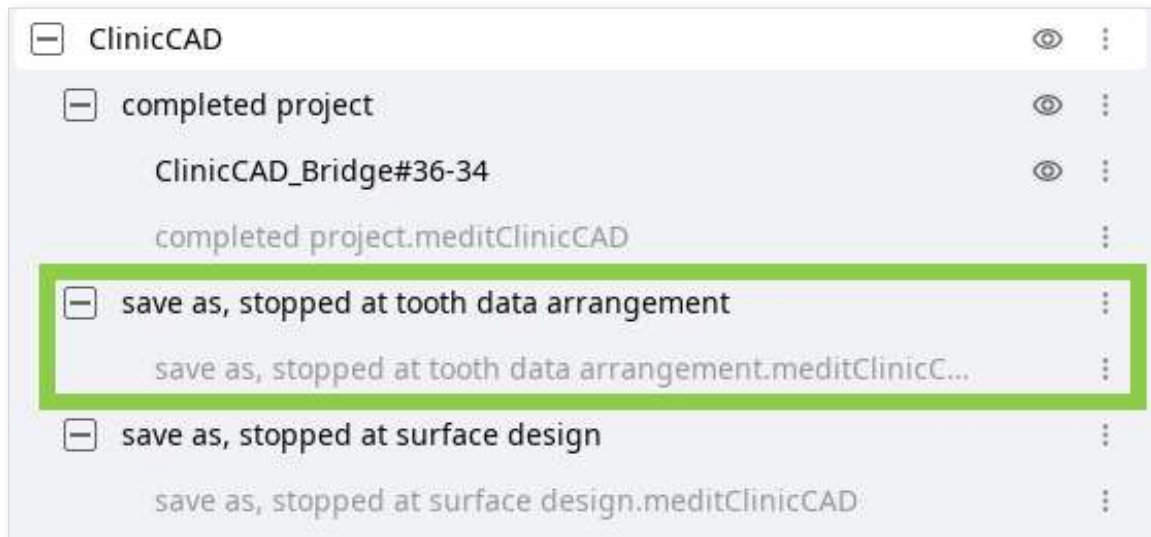 ClinicCAD
completed project
ClinicCAD_Bridge#36-34
completed project.meditClinicCAD
save as, stopped at tooth data arrangement
save as, stopped at tooth data arrangement.meditClinicC...
save as, stopped at surface design
save as, stopped at surface design.meditClinicCAD